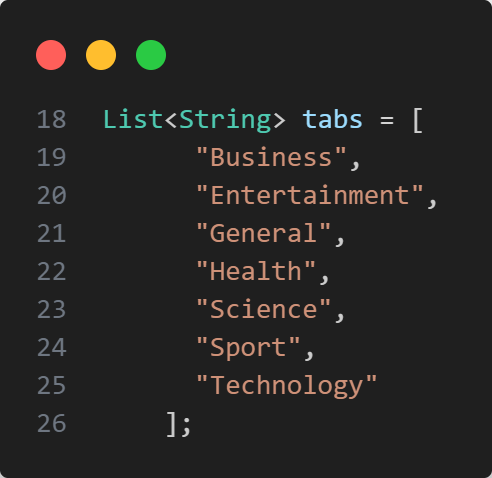 18 List<String> tabs = [
19 "Business",
20 "Entertainment",
21 "General",
22 "Health",
23 "Science",
24 "Sport",
25 "Technology"
26 ];